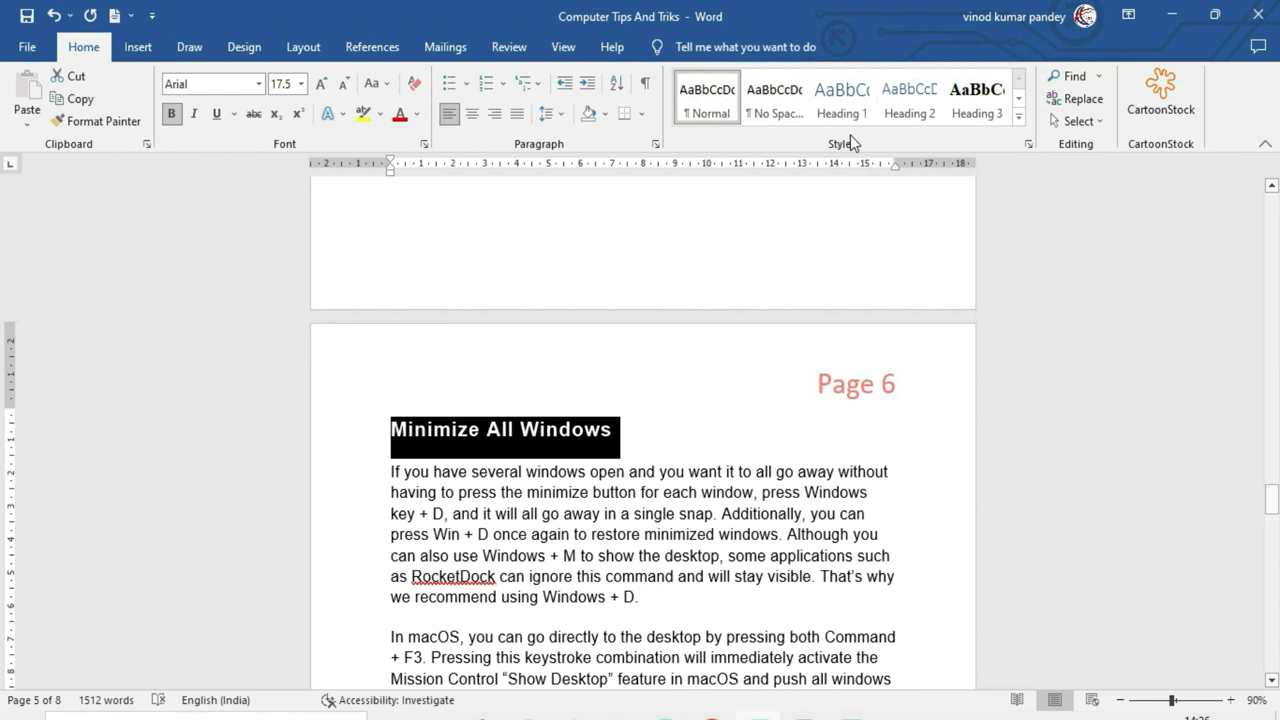 Computer Tips And Triks - Word
vinod kumar pandey
File Home Insert Draw Design Layout References Mailings Review View Help Tell me what you want to do
Paste
Cut
Copy
Format Painter
Clipboard
Arial 17.5
Font
Paragraph
AaBbCcDc AaBbCcDc AaBbCc AaBbCcD AaBbC
¶ Normal ¶ No Spac... Heading 1 Heading 2 Heading 3
Find
Replace
Select
Editing
CartoonStock
CartoonStock
Page 6
Minimize All Windows
If you have several windows open and you want it to all go away without
having to press the minimize button for each window, press Windows
key + D, and it will all go away in a single snap. Additionally, you can
press Win + D once again to restore minimized windows. Although you
can also use Windows + M to show the desktop, some applications such
as RocketDock can ignore this command and will stay visible. That’s why
we recommend using Windows + D.
In macOS, you can go directly to the desktop by pressing both Command
+ F3. Pressing this keystroke combination will immediately activate the
Mission Control “Show Desktop” feature in macOS and push all windows
Page 5 of 8 1512 words English (India) Accessibility: Investigate 90%